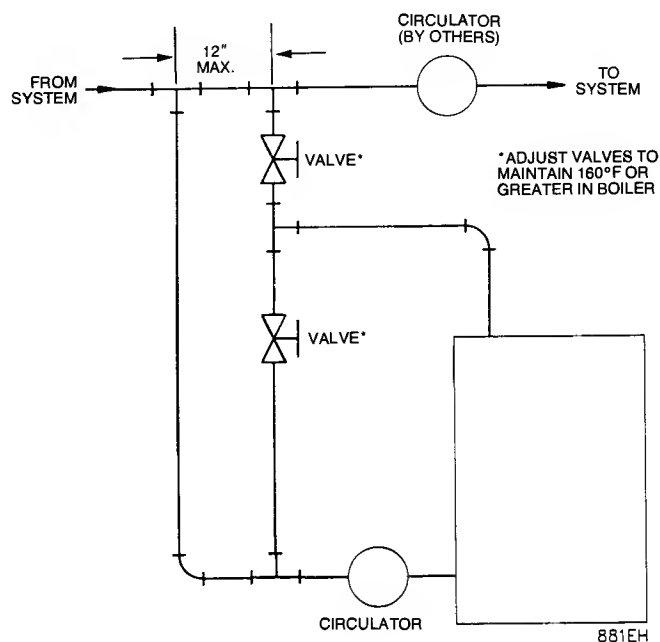 CIRCULATOR
(BY OTHERS)
12"
MAX.
FROM
SYSTEM
TO
SYSTEM
VALVE*
*ADJUST VALVES TO
MAINTAIN 160°F OR
GREATER IN BOILER
VALVE*
CIRCULATOR
881EH